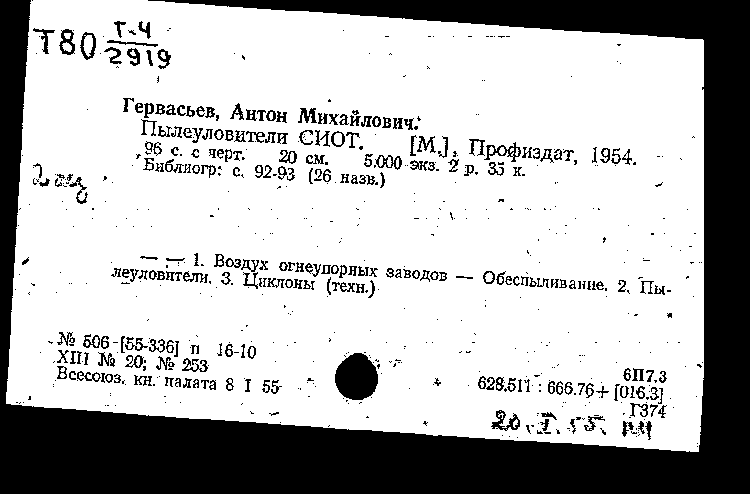 Т80 Г-Ч
2919
Гервасьев, Антон Михайлович.
Пылеуловители СИОТ. [М.], Профиздат, 1954.
96 с. с черт. 20 см. 5.000 экз. 2 р. 35 к.
Библиогр: с. 92-93 (26 назв.)
2 экз
— — 1. Воздух огнеупорных заводов — Обеспыливание. 2. Пы-
леуловители. 3. Циклоны (техн.)
№ 506 [55-336] п 16-10
XIII № 20; № 253
Всесоюз. кн. палата 8 I 55
6П7.3
628.511 : 666.76 + [016.3]
Г374
20.I.55.